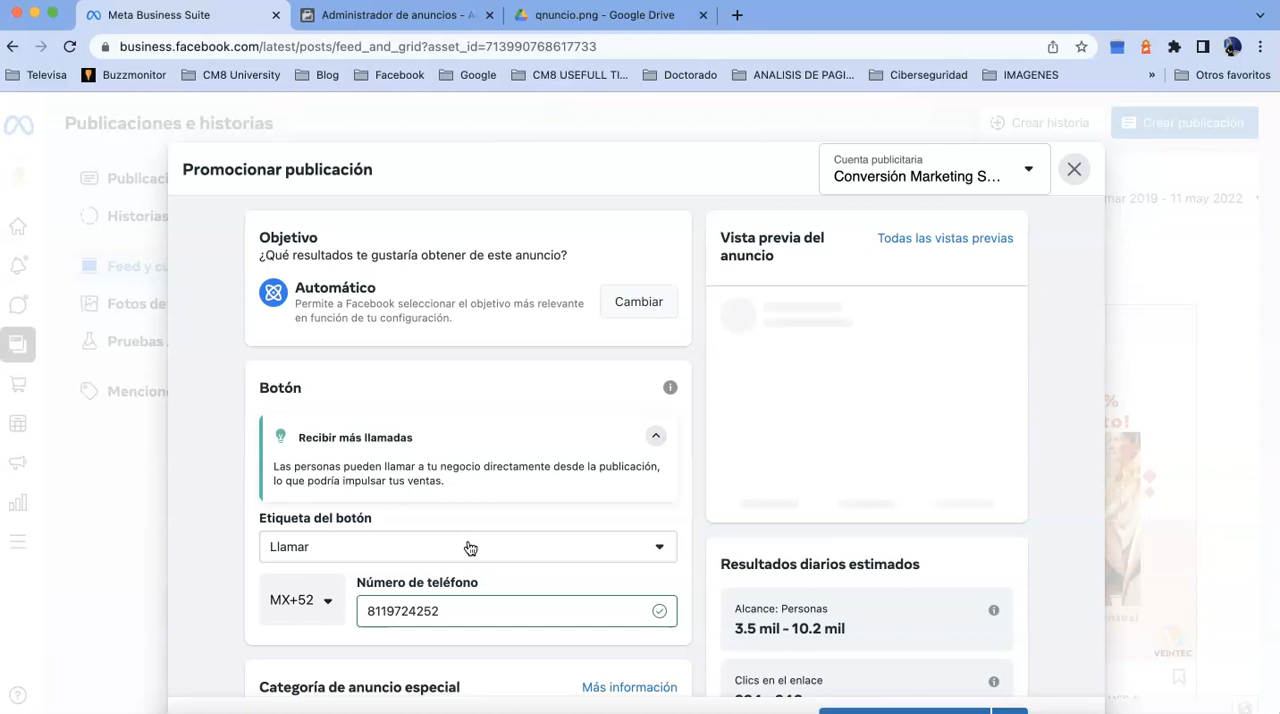 Meta Business Suite
Administrador de anuncios - A
qnuncio.png - Google Drive
business.facebook.com/latest/posts/feed_and_grid?asset_id=713990768617733
Televisa
Buzzmonitor
CM8 University
Blog
Facebook
Google
CM8 USEFULL TI...
Doctorado
ANALISIS DE PAGI...
Ciberseguridad
IMAGENES
»
Otros favoritos
Publicaciones e historias
Crear historia
Crear publicación
Promocionar publicación
Cuenta publicitaria
Conversión Marketing S...
Publicaci
Historias
Feed y cu
Fotos de
Pruebas
Mencione
mar 2019 - 11 may 2022
Objetivo
¿Qué resultados te gustaría obtener de este anuncio?
Automático
Permite a Facebook seleccionar el objetivo más relevante
en función de tu configuración.
Cambiar
Vista previa del
anuncio
Todas las vistas previas
Botón
Recibir más llamadas
Las personas pueden llamar a tu negocio directamente desde la publicación,
lo que podría impulsar tus ventas.
Etiqueta del botón
Llamar
MX+52
Número de teléfono
8119724252
Resultados diarios estimados
Alcance: Personas
3.5 mil - 10.2 mil
Clics en el enlace
Categoría de anuncio especial
Más información
%
to!
VEINTEC